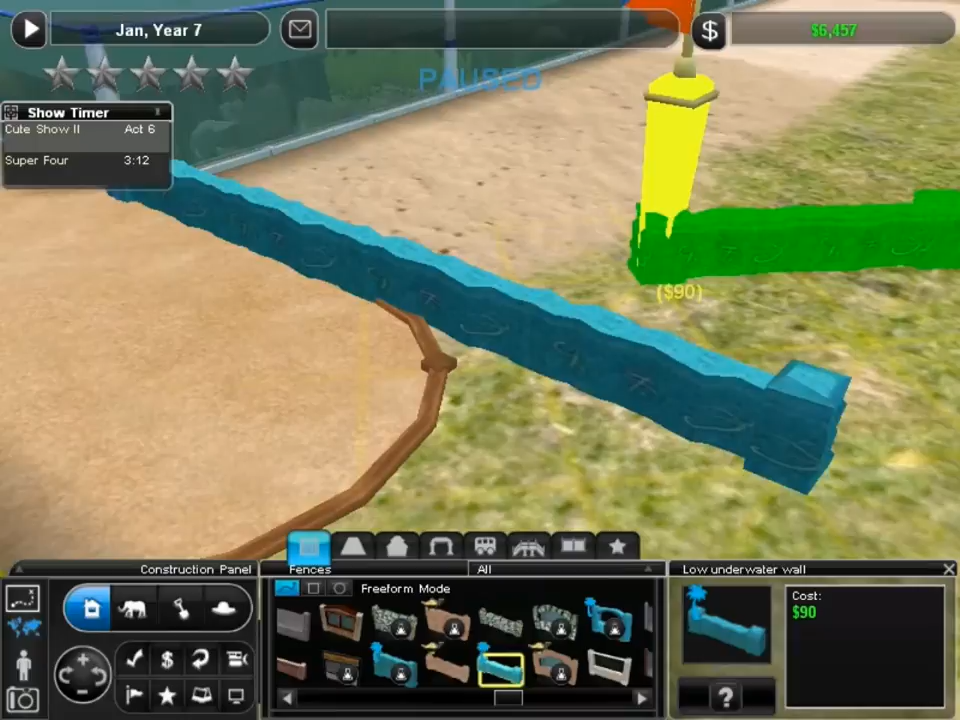 Jan, Year 7
$
$6,457
PAUSED
Show Timer
Cute Show II Act 6
Super Four 3:12
($90)
Construction Panel
Fences
All
Low underwater wall
Freeform Mode
Cost:
$90
$
?